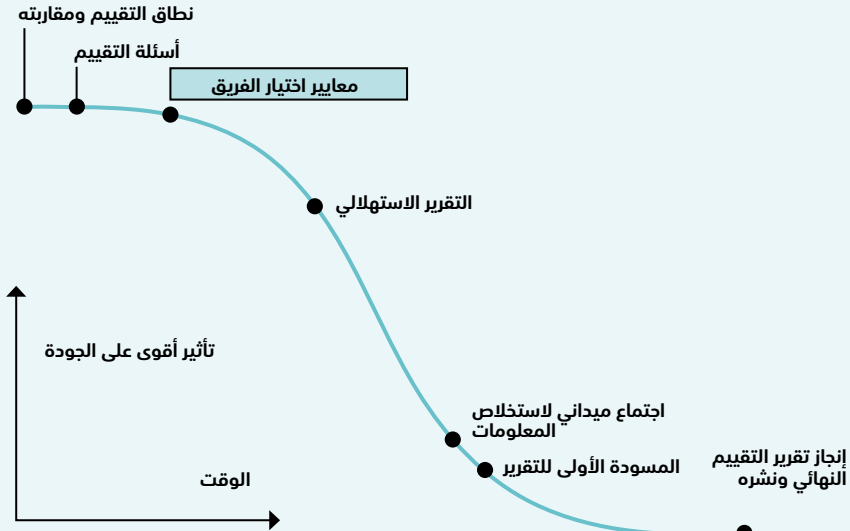 نطاق التقييم ومقاربته
أسئلة التقييم
معايير اختيار الفريق
التقرير الاستهلالي
تأثير أقوى على الجودة
اجتماع ميداني لاستخلاص
المعلومات
المسودة الأولى للتقرير
إنجاز تقرير التقييم
النهائي ونشره
الوقت